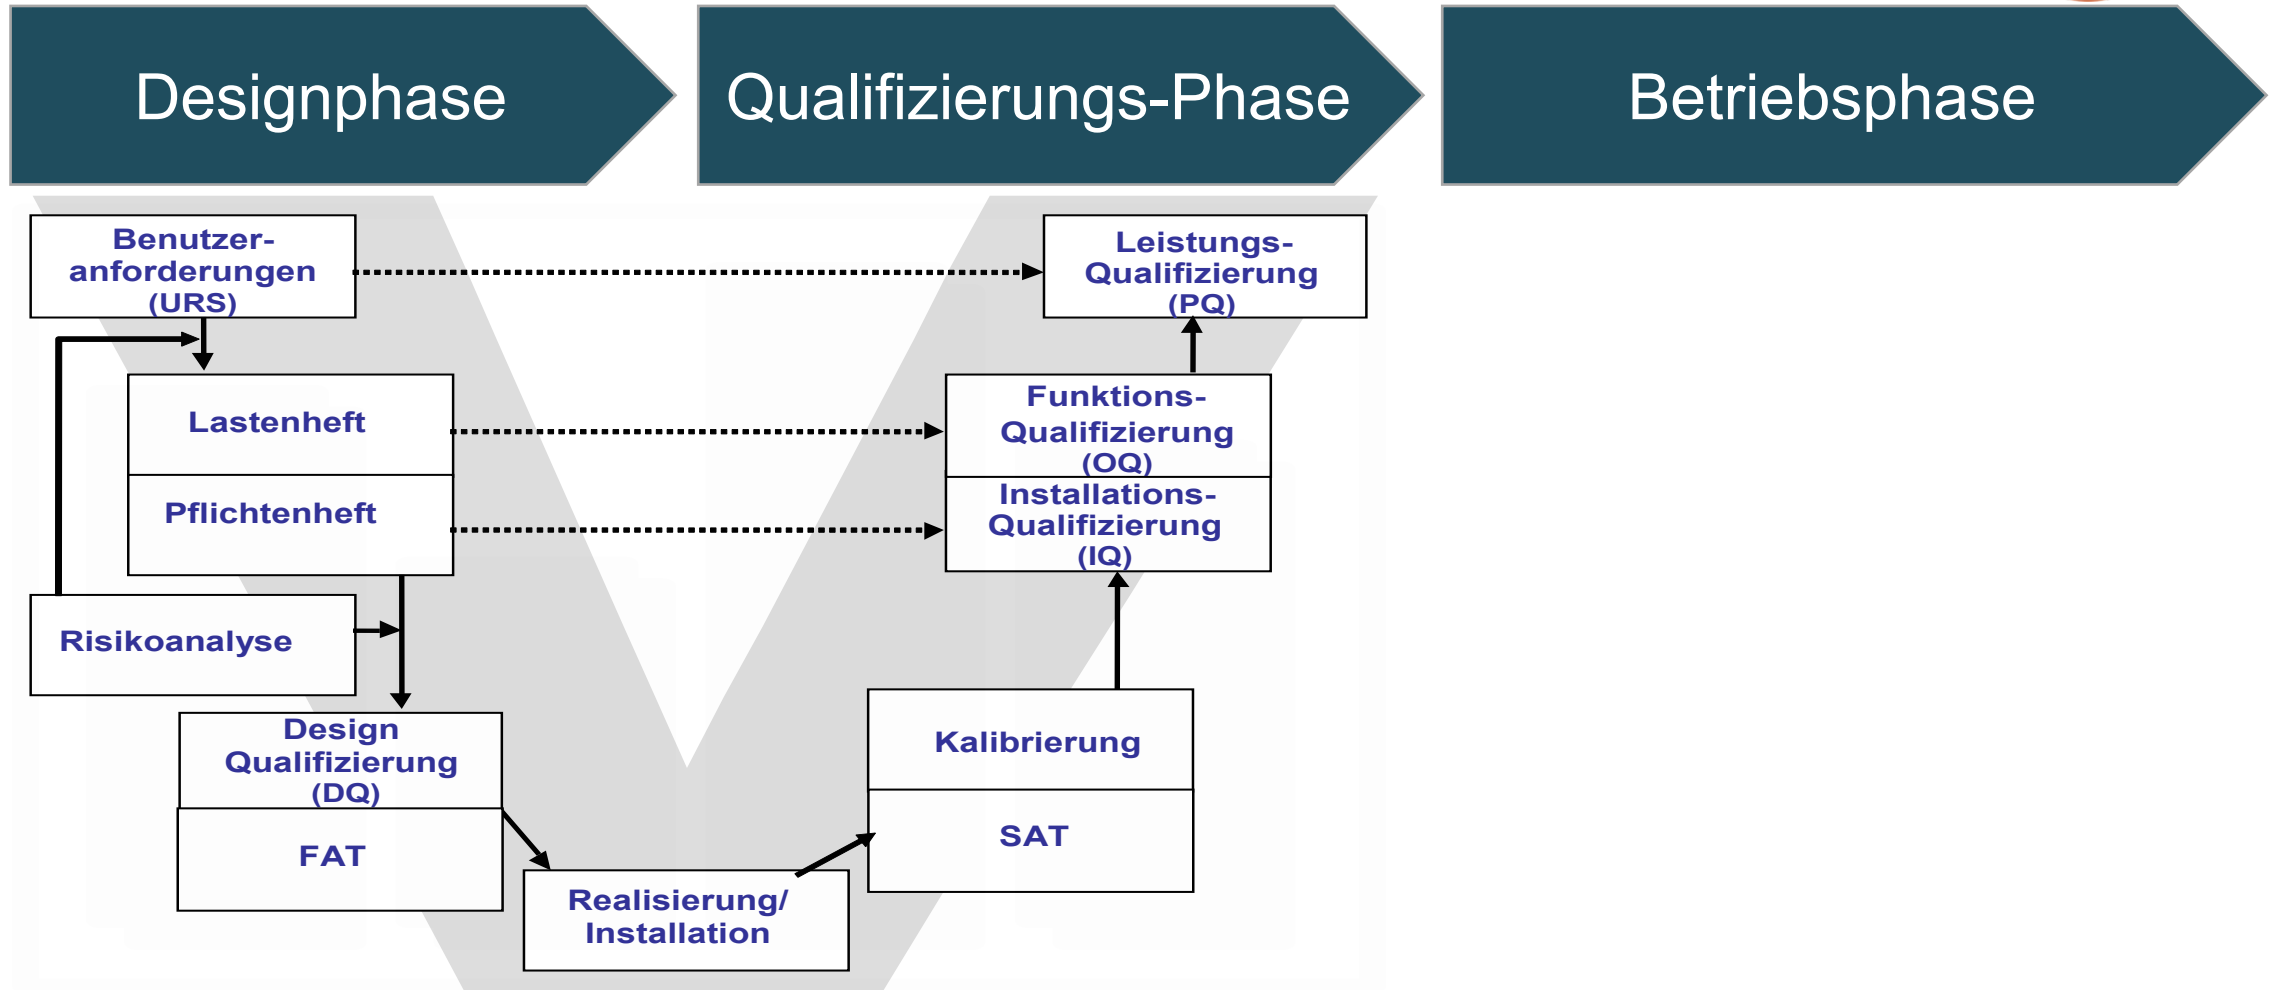 Designphase
Qualifizierungs-Phase
Betriebsphase
Benutzer-
anforderungen
(URS)
Leistungs-
Qualifizierung
(PQ)
Lastenheft
Funktions-
Qualifizierung
(OQ)
Pflichtenheft
Installations-
Qualifizierung
(IQ)
Risikoanalyse
Design
Qualifizierung
(DQ)
Kalibrierung
FAT
SAT
Realisierung/
Installation